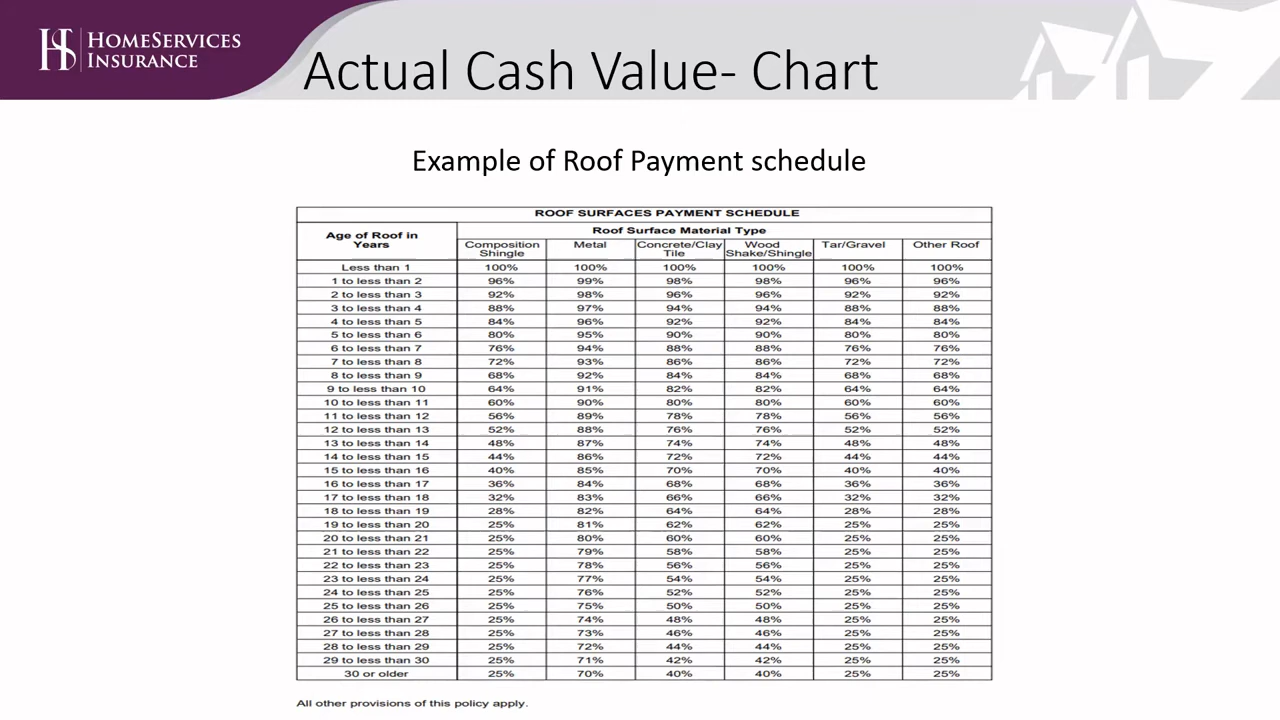 HS HOMESERVICES
INSURANCE
Actual Cash Value- Chart
Example of Roof Payment schedule
ROOF SURFACES PAYMENT SCHEDULE
Age of Roof in Years Roof Surface Material Type
Composition Shingle Metal Concrete/Clay Tile Wood Shake/Shingle Tar/Gravel Other Roof
Less than 1 100% 100% 100% 100% 100% 100%
1 to less than 2 96% 99% 98% 98% 96% 96%
2 to less than 3 92% 98% 96% 96% 92% 92%
3 to less than 4 88% 97% 94% 94% 88% 88%
4 to less than 5 84% 96% 92% 92% 84% 84%
5 to less than 6 80% 95% 90% 90% 80% 80%
6 to less than 7 76% 94% 88% 88% 76% 76%
7 to less than 8 72% 93% 86% 86% 72% 72%
8 to less than 9 68% 92% 84% 84% 68% 68%
9 to less than 10 64% 91% 82% 82% 64% 64%
10 to less than 11 60% 90% 80% 80% 60% 60%
11 to less than 12 56% 89% 78% 78% 56% 56%
12 to less than 13 52% 88% 76% 76% 52% 52%
13 to less than 14 48% 87% 74% 74% 48% 48%
14 to less than 15 44% 86% 72% 72% 44% 44%
15 to less than 16 40% 85% 70% 70% 40% 40%
16 to less than 17 36% 84% 68% 68% 36% 36%
17 to less than 18 32% 83% 66% 66% 32% 32%
18 to less than 19 28% 82% 64% 64% 28% 28%
19 to less than 20 25% 81% 62% 62% 25% 25%
20 to less than 21 25% 80% 60% 60% 25% 25%
21 to less than 22 25% 79% 58% 58% 25% 25%
22 to less than 23 25% 78% 56% 56% 25% 25%
23 to less than 24 25% 77% 54% 54% 25% 25%
24 to less than 25 25% 76% 52% 52% 25% 25%
25 to less than 26 25% 75% 50% 50% 25% 25%
26 to less than 27 25% 74% 48% 48% 25% 25%
27 to less than 28 25% 73% 46% 46% 25% 25%
28 to less than 29 25% 72% 44% 44% 25% 25%
29 to less than 30 25% 71% 42% 42% 25% 25%
30 or older 25% 70% 40% 40% 25% 25%
All other provisions of this policy apply.